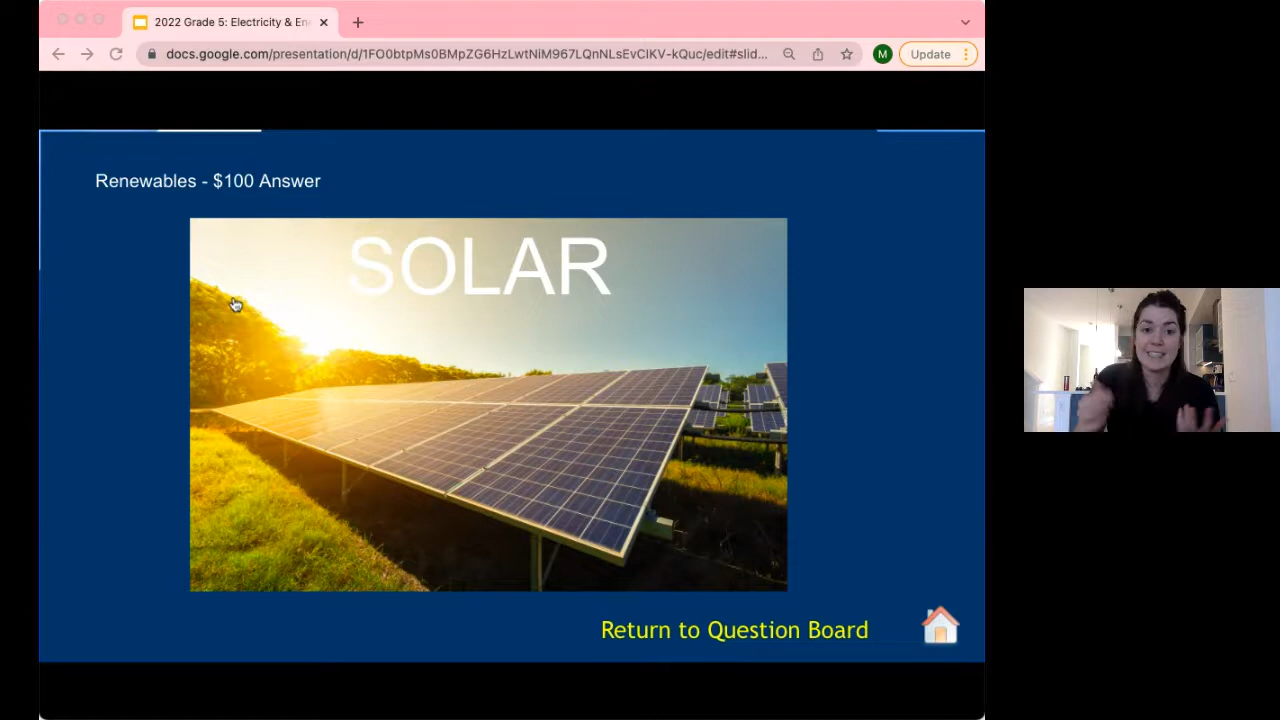 2022 Grade 5: Electricity & En
docs.google.com/presentation/d/1FO0btpMs0BMpZG6HzLwtNiM967LQnNLsEvCIKV-kQuc/edit#slid...
M
Update
Renewables - $100 Answer
SOLAR
Return to Question Board